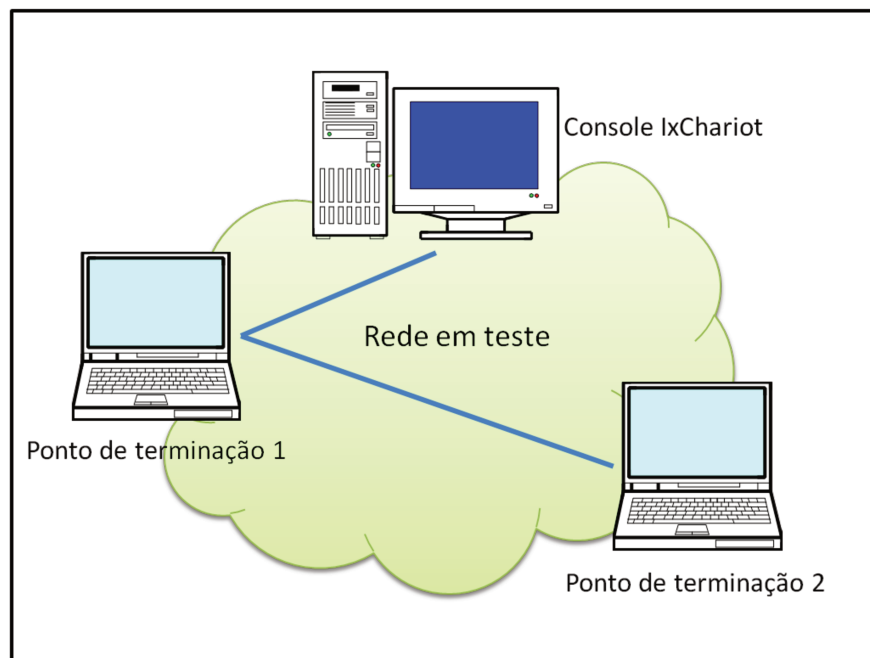 Console IxChariot
Rede em teste
Ponto de terminação 1
Ponto de terminação 2